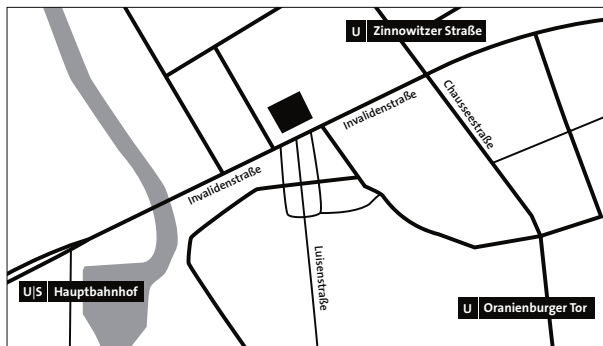 U Zinnowitzer Straße
Invalidenstraße
Chausseestraße
Invalidenstraße
Luisenstraße
U|S Hauptbahnhof
U Oranienburger Tor